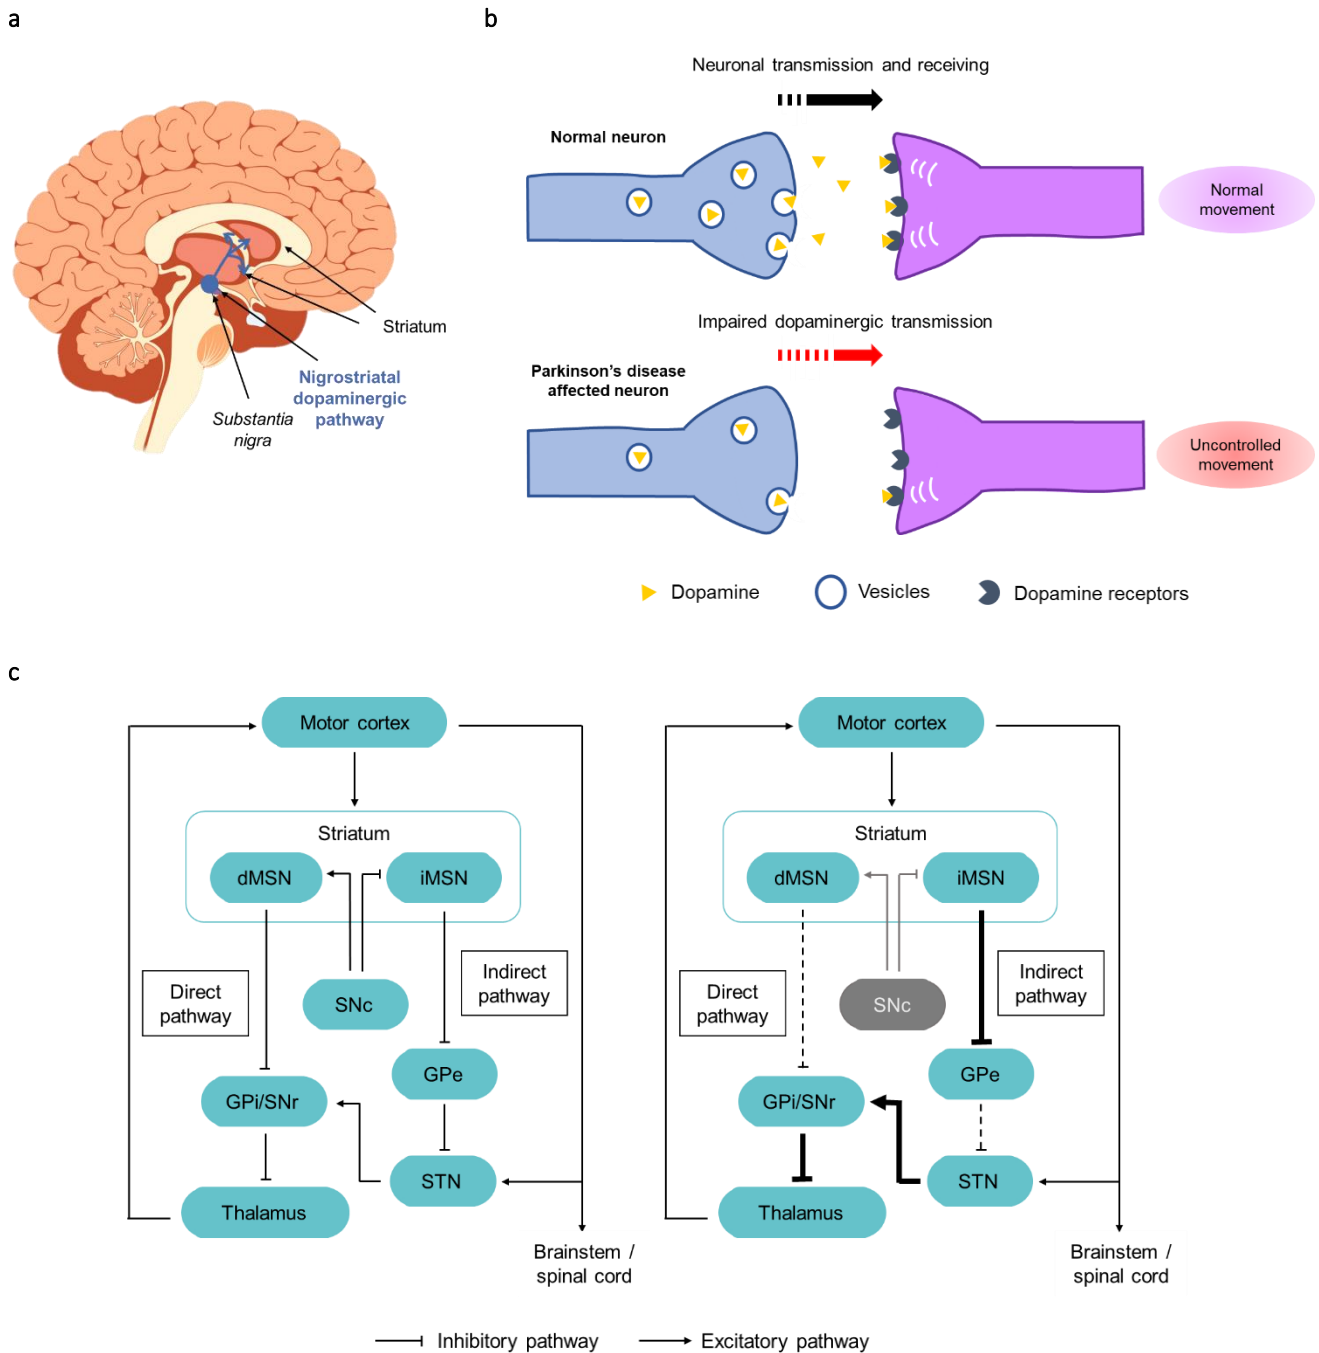 a
Striatum
Nigrostriatal
dopaminergic
pathway
Substantia
nigra
b
Neuronal transmission and receiving
Normal neuron
Normal
movement
Impaired dopaminergic transmission
Parkinson's disease
affected neuron
Uncontrolled
movement
Dopamine
Vesicles
Dopamine receptors
c
Motor cortex
Striatum
dMSN
iMSN
Direct
pathway
SNc
Indirect
pathway
GPe
GPi/SNr
STN
Thalamus
Brainstem /
spinal cord
Motor cortex
Striatum
dMSN
iMSN
Direct
pathway
SNc
Indirect
pathway
GPe
GPi/SNr
STN
Thalamus
Brainstem /
spinal cord
Inhibitory pathway
Excitatory pathway